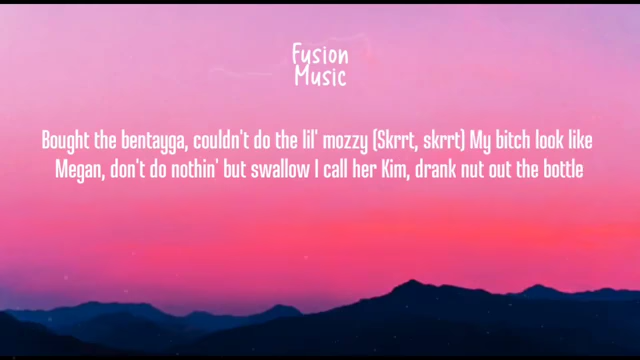 Fusion
Music
Bought the bentayga, couldn't do the lil' mozzy (Skrrt, skrrt) My bitch look like
Megan, don't do nothin' but swallow I call her Kim, drank nut out the bottle